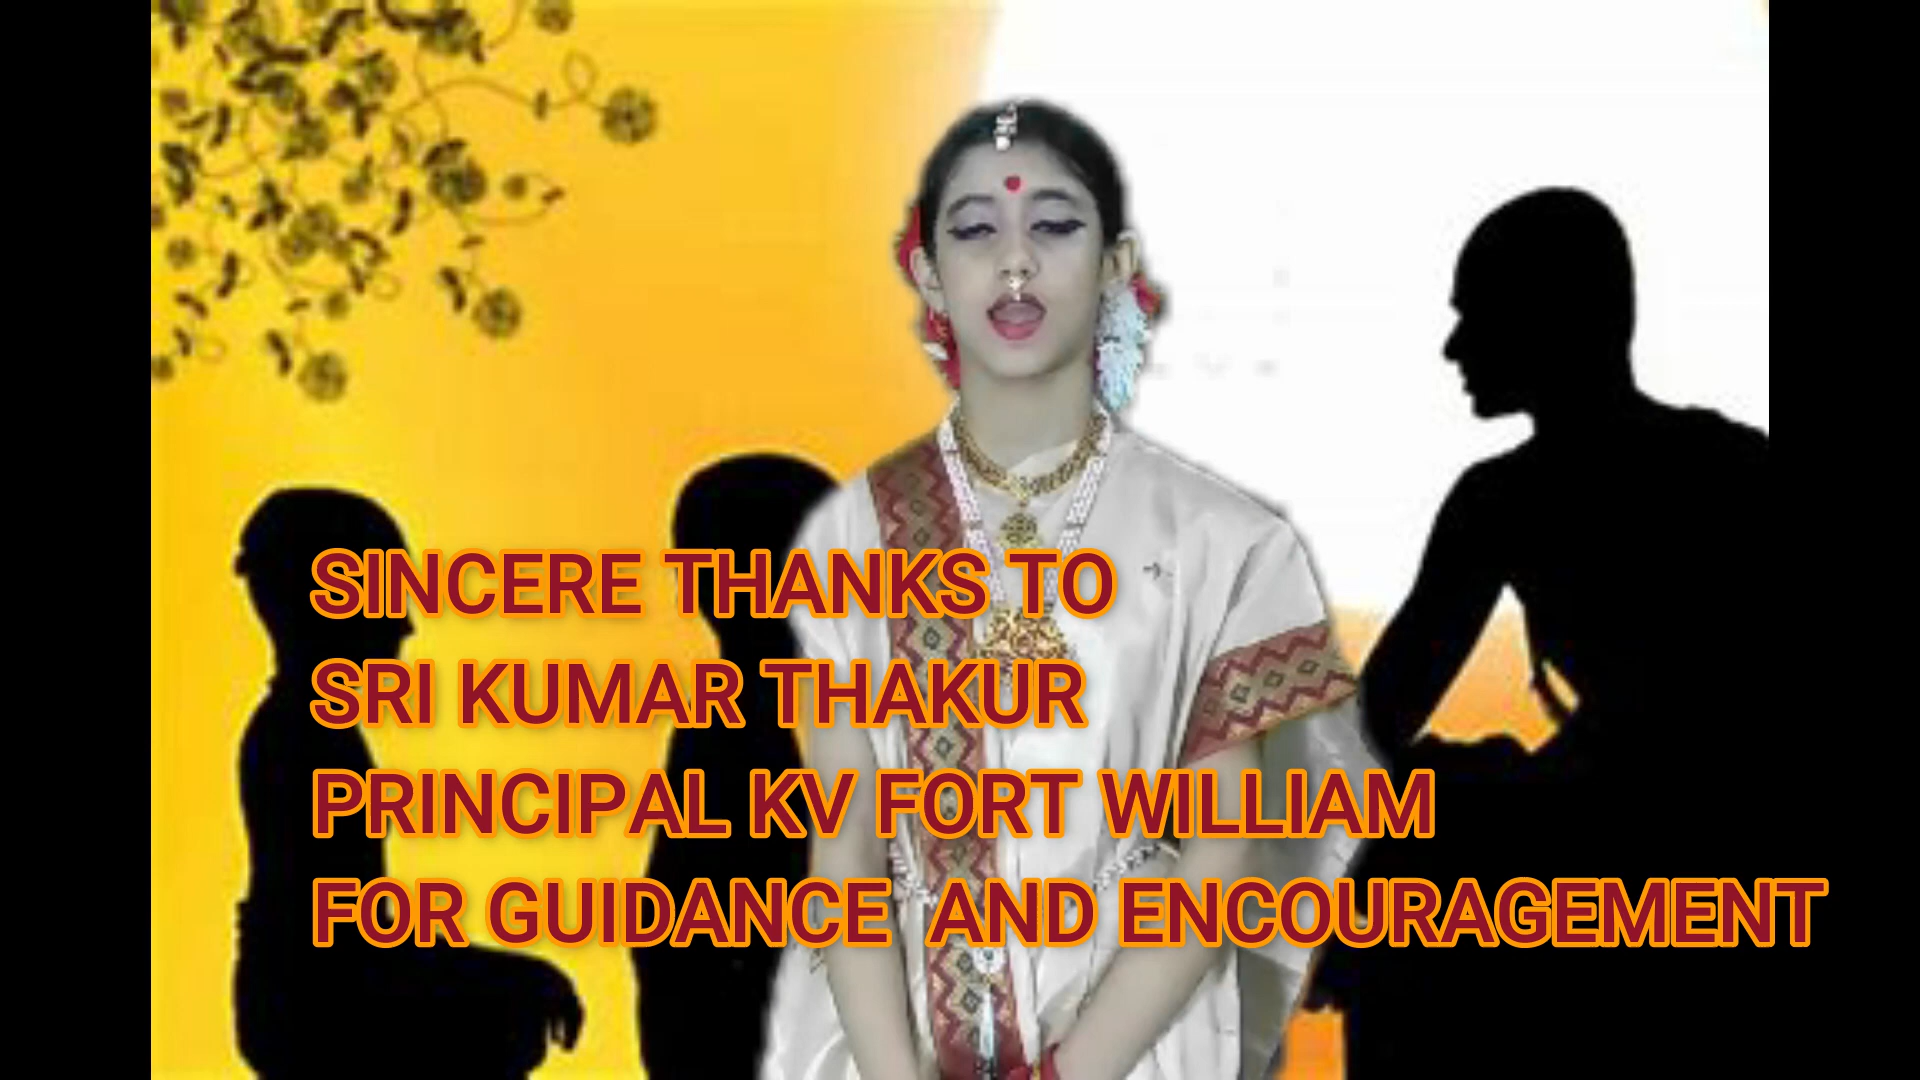 SINCERE THANKS TO
SRI KUMAR THAKUR
PRINCIPAL KV FORT WILLIAM
FOR GUIDANCE AND ENCOURAGEMENT